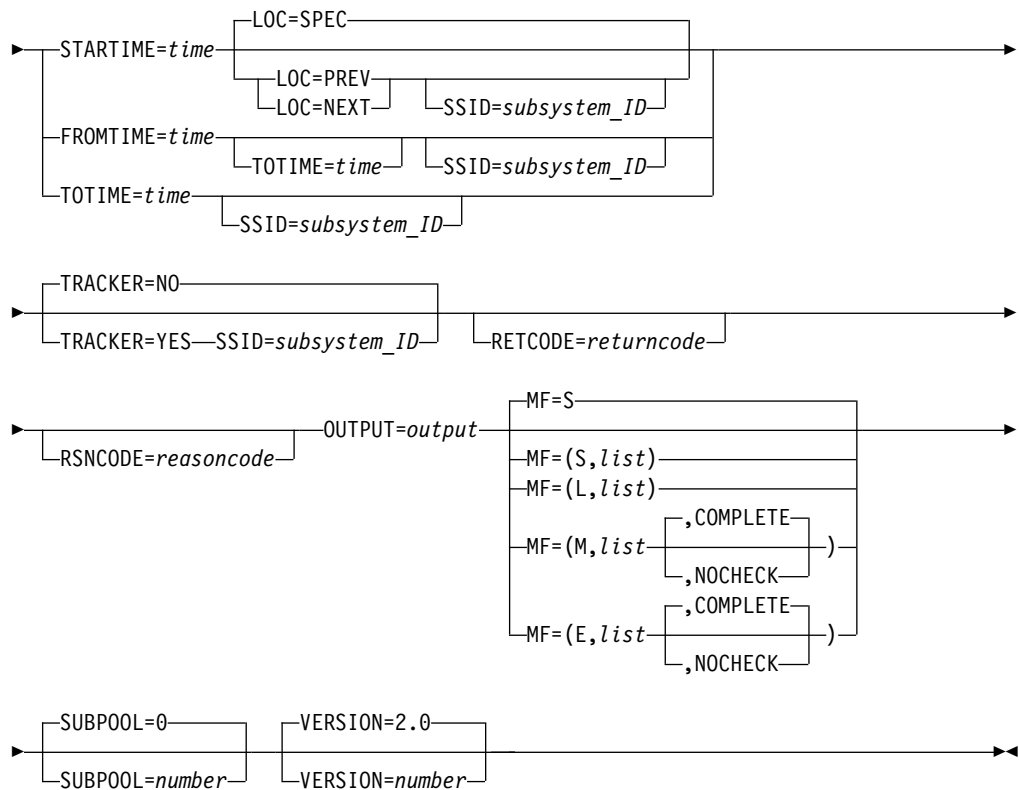 LOC=SPEC
STARTIME=time
LOC=PREV
LOC=NEXT SSID=subsystem_ID
FROMTIME=time
TOTIME=time SSID=subsystem_ID
TOTIME=time
SSID=subsystem_ID
TRACKER=NO
TRACKER=YES SSID=subsystem_ID RETCODE=returncode
MF=S
OUTPUT=output
RSNCODE=reasoncode MF=(S,list)
MF=(L,list)
,COMPLETE
MF=(M,list )
,NOCHECK
,COMPLETE
MF=(E,list )
,NOCHECK
SUBPOOL=0 VERSION=2.0
SUBPOOL=number VERSION=number